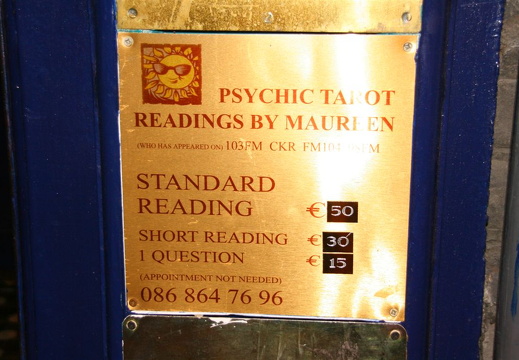 PSYCHIC TAROT
READINGS BY MAUREEN
(WHO HAS APPEARED ON) 103FM CKR FM104
STANDARD
READING € 50
SHORT READING € 30
1 QUESTION € 15
(APPOINTMENT NOT NEEDED)
086 864 76 96